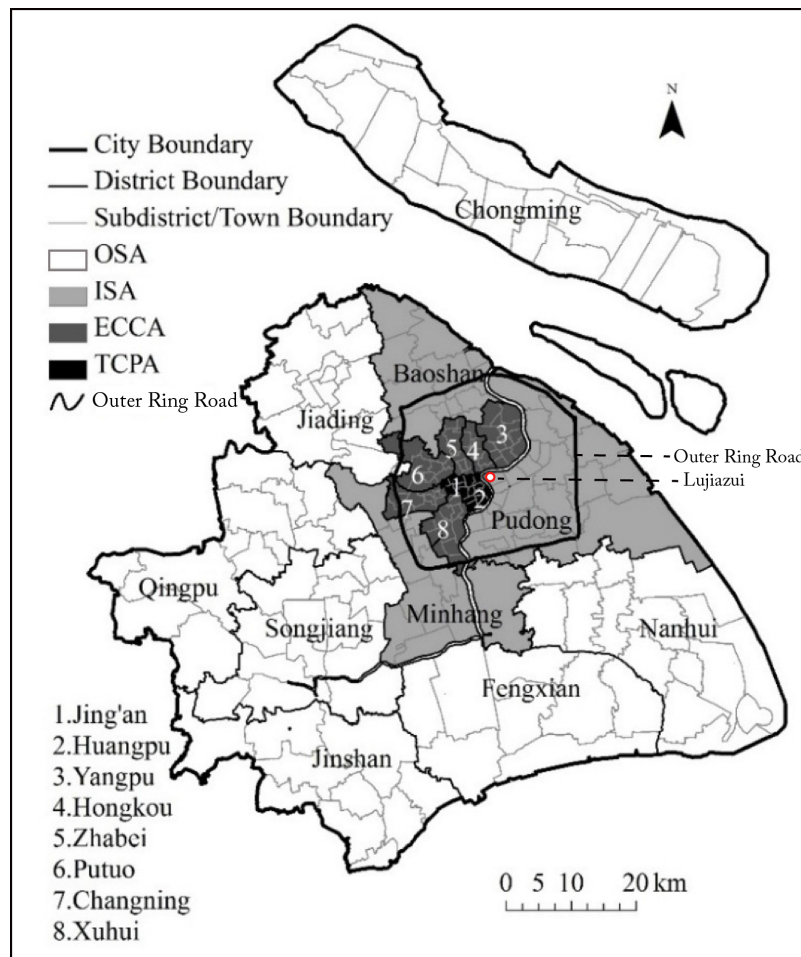 N
City Boundary
District Boundary
Subdistrict/Town Boundary
OSA
ISA
ECCA
TCPA
Outer Ring Road
Chongming
Baoshan
Jiading
3
5 4
6
Outer Ring Road
Lujiazui
1
2
7
Pudong
8
Qingpu
Songjiang
Minhang
Nanhui
Fengxian
Jinshan
1.Jing'an
2.Huangpu
3.Yangpu
4.Hongkou
5.Zhabei
6.Putuo
7.Changning
8.Xuhui
0 5 10 20 km